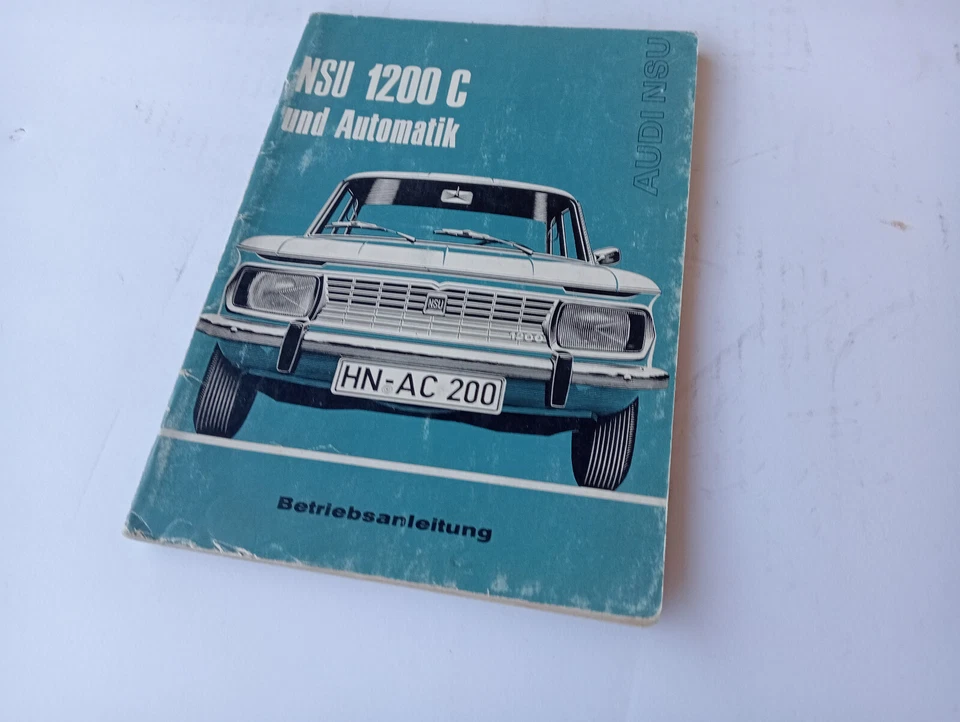 NSU 1200 C
und Automatik
AUDI NSU
NSU
1200
HN-AC 200
Betriebsanleitung